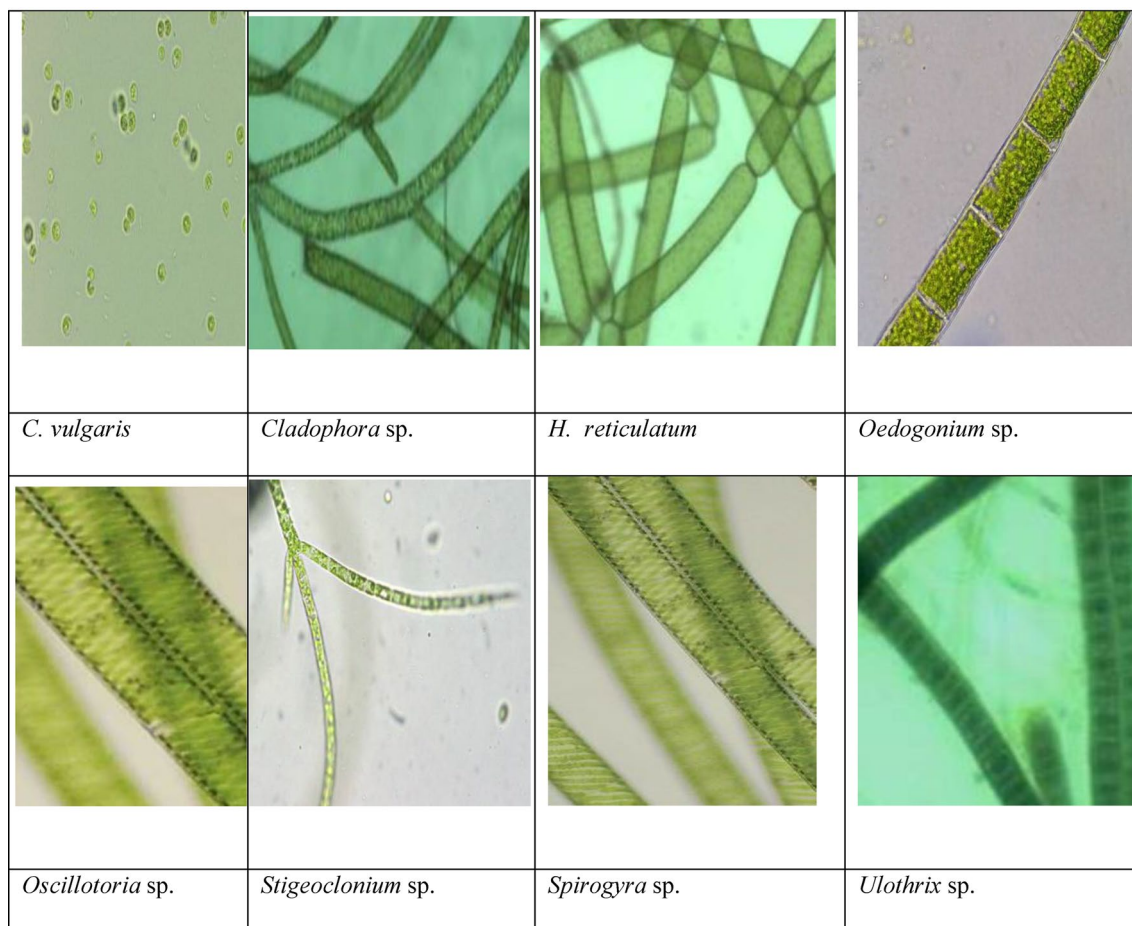 C. vulgaris
Cladophora sp.
H. reticulatum
Oedogonium sp.
Oscillotoria sp.
Stigeoclonium sp.
Spirogyra sp.
Ulothrix sp.